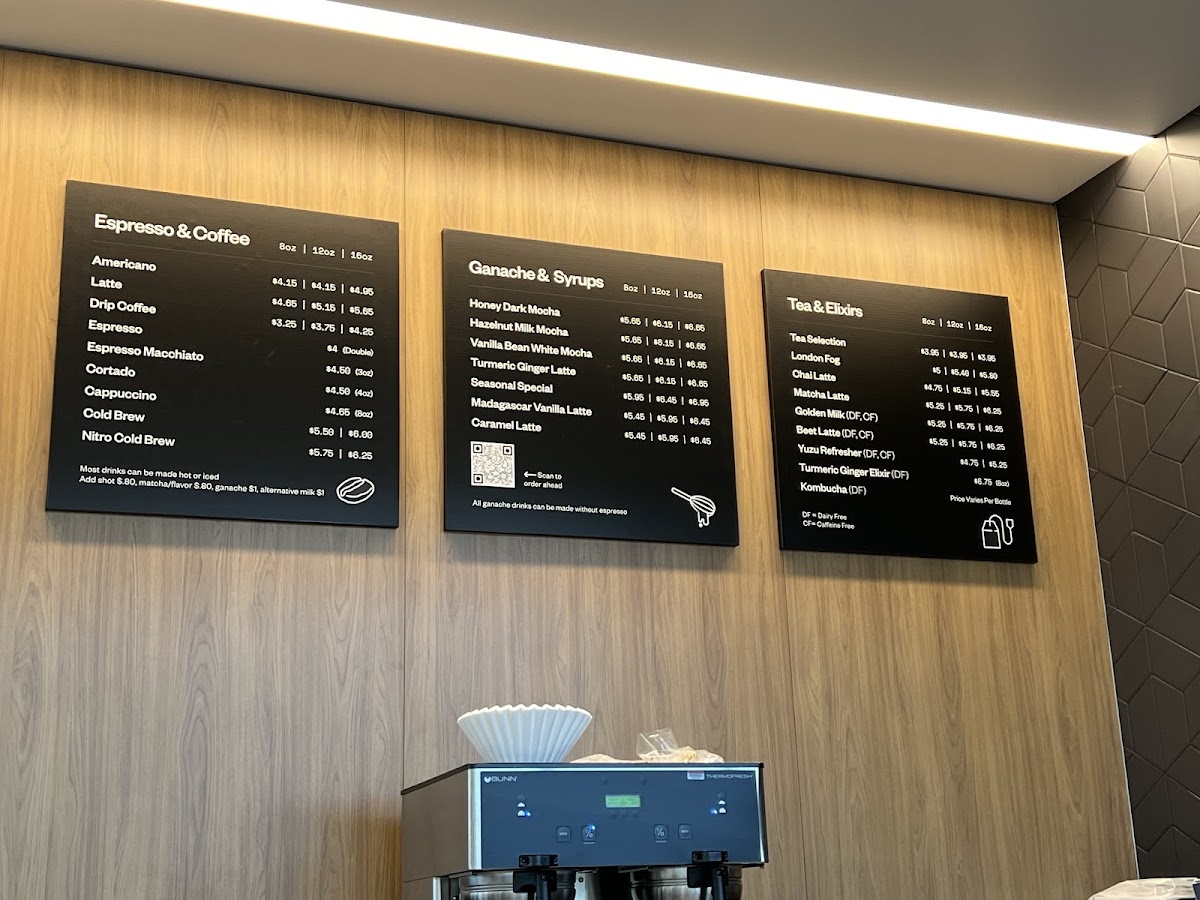 Espresso & Coffee 8oz | 12oz | 16oz
Americano $4.15 | $4.15 | $4.95
Latte $4.65 | $5.15 | $5.65
Drip Coffee $3.25 | $3.75 | $4.25
Espresso $4 (Double)
Espresso Macchiato $4.50 (3oz)
Cortado $4.50 (4oz)
Cappuccino $4.65 (8oz)
Cold Brew $5.50 | $6.00
Nitro Cold Brew $5.75 | $6.25
Most drinks can be made hot or iced
Add shot $.80, matcha/flavor $.80, ganache $1, alternative milk $1
Ganache & Syrups 8oz | 12oz | 16oz
Honey Dark Mocha $5.65 | $6.15 | $6.65
Hazelnut Milk Mocha $5.65 | $6.15 | $6.65
Vanilla Bean White Mocha $5.65 | $6.15 | $6.65
Turmeric Ginger Latte $5.65 | $6.15 | $6.65
Seasonal Special $5.95 | $6.45 | $6.95
Madagascar Vanilla Latte $5.45 | $5.95 | $6.45
Caramel Latte $5.45 | $5.95 | $6.45
←Scan to
order ahead
All ganache drinks can be made without espresso
Tea & Elixirs 8oz | 12oz | 16oz
Tea Selection $3.95 | $3.95 | $3.95
London Fog $5 | $5.40 | $5.80
Chai Latte $4.75 | $5.15 | $5.55
Matcha Latte $5.25 | $5.75 | $6.25
Golden Milk (DF, CF) $5.25 | $5.75 | $6.25
Beet Latte (DF, CF) $5.25 | $5.75 | $6.25
Yuzu Refresher (DF, CF) $4.75 | $5.25
Turmeric Ginger Elixir (DF) $6.75 (8oz)
Kombucha (DF) Price Varies Per Bottle
DF = Dairy Free
CF= Caffeine Free
BUNN THERMOFRESH